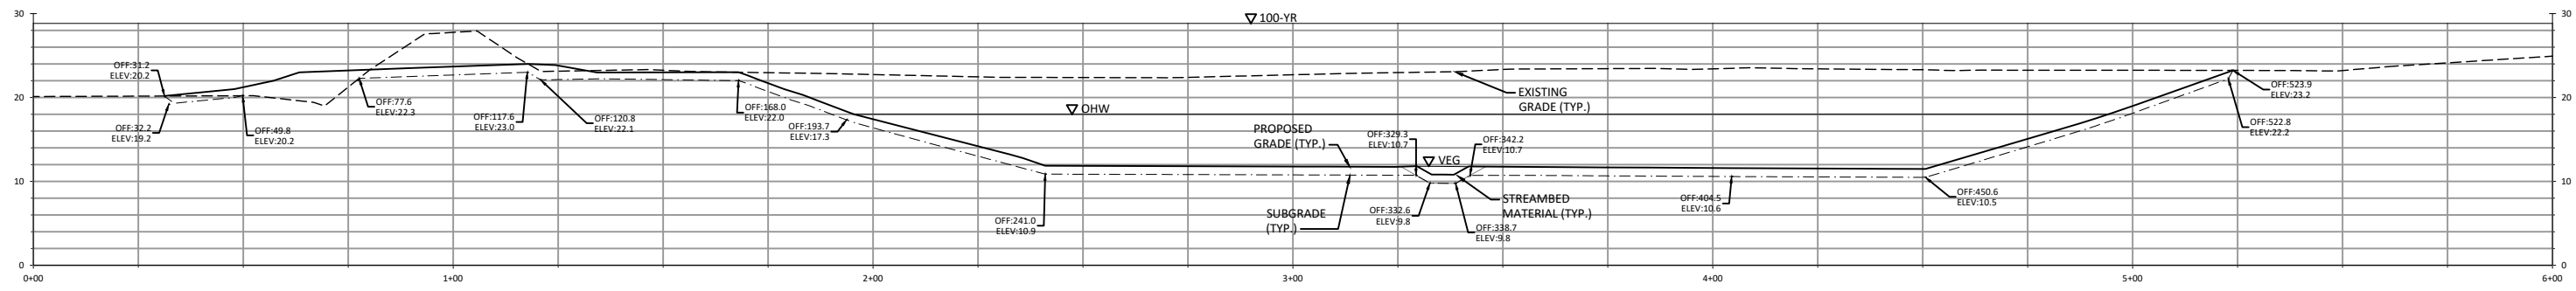 30
100-YR
30
OFF:31.2
ELEV:20.2
OFF:77.6
ELEV:22.3
OFF:117.6
ELEV:23.0
OFF:120.8
ELEV:22.1
OFF:168.0
ELEV:22.0
OHW
EXISTING
GRADE (TYP.)
OFF:523.9
ELEV:23.2
20
20
OFF:32.2
ELEV:19.2
OFF:49.8
ELEV:20.2
OFF:193.7
ELEV:17.3
PROPOSED
GRADE (TYP.)
OFF:329.3
ELEV:10.7
OFF:342.2
ELEV:10.7
OFF:522.8
ELEV:22.2
VEG
10
10
OFF:241.0
ELEV:10.9
SUBGRADE
(TYP.)
OFF:332.6
ELEV:9.8
STREAMBED
MATERIAL (TYP.)
OFF:338.7
ELEV:9.8
OFF:404.5
ELEV:10.6
OFF:450.6
ELEV:10.5
0
0
0+00
1+00
2+00
3+00
4+00
5+00
6+00